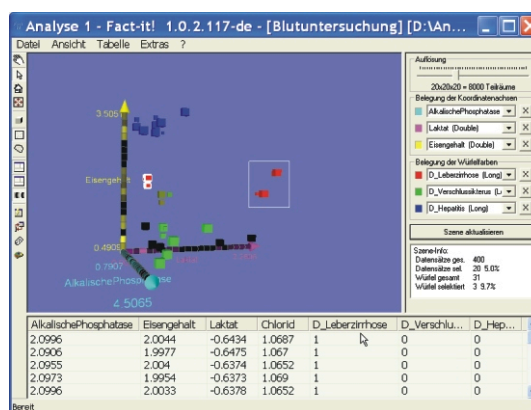 Analyse 1 - Fact-it! 1.0.2.117-de - [Blutuntersuchung] [D:\An...
Datei Ansicht Tabelle Extras ?
Auflösung
20x20x20 = 8000 Teilräume
Belegung der Koordinatenachsen
AlkalischePhosphatase
Laktat (Double)
Eisengehalt (Double)
Belegung der Würfelfarben
D_Leberzirrhose (Long)
D_Verschlussikterus (L
D_Hepatitis (Long)
Szene aktualisieren
Szene-Info:
Datensätze ges. 400
Datensätze sel. 20 5.0%
Würfel gesamt 31
Würfel selektiert 3 9.7%
3.505
Eisengehalt
0.4905
0.7907
AlkalischePhosphatase
4.5065
AlkalischePhosphatase Eisengehalt Laktat Chlorid D_Leberzirrhose D_Verschlu... D_Hep...
2.0996 2.0044 -0.6434 1.0687 1 0 0
2.0906 1.9977 -0.6475 1.067 1 0 0
2.0955 2.004 -0.6374 1.0652 1 0 0
2.0973 1.9954 -0.6373 1.069 1 0 0
2.0996 2.0033 -0.6378 1.0652 1 0 0
Bereit